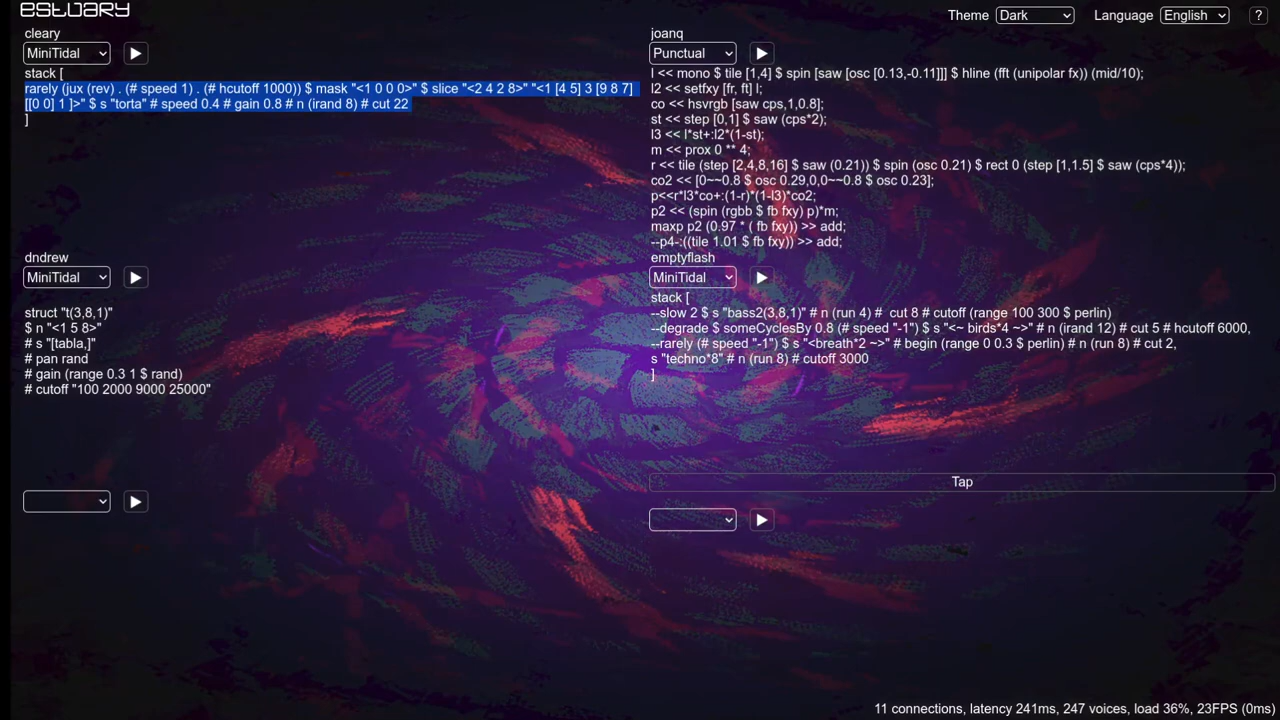 estuary
Theme Dark Language English ?
cleary
MiniTidal
stack [
rarely (jux (rev) . (# speed 1) . (# hcutoff 1000)) $ mask "<1 0 0 0>" $ slice "<2 4 2 8>" "<1 [4 5] 3 [9 8 7]
[[0 0] 1 ]>" $ s "torta" # speed 0.4 # gain 0.8 # n (irand 8) # cut 22
]
joanq
Punctual
l << mono $ tile [1,4] $ spin [saw [osc [0.13,-0.11]]] $ hline (fft (unipolar fx)) (mid/10);
l2 << setfxy [fr, ft] l;
co << hsvrgb [saw cps,1,0.8];
st << step [0,1] $ saw (cps*2);
l3 << l*st+:l2*(1-st);
m << prox 0 ** 4;
r << tile (step [2,4,8,16] $ saw (0.21)) $ spin (osc 0.21) $ rect 0 (step [1,1.5] $ saw (cps*4));
co2 << [0~~0.8 $ osc 0.29,0,0~~0.8 $ osc 0.23];
p<<r*l3*co+:(1-r)*(1-l3)*co2;
p2 << (spin (rgbb $ fb fxy) p)*m;
maxp p2 (0.97 * ( fb fxy)) >> add;
--p4-:((tile 1.01 $ fb fxy)) >> add;
dndrew
MiniTidal
struct "t(3,8,1)"
$ n "<1 5 8>"
# s "[tabla,]"
# pan rand
# gain (range 0.3 1 $ rand)
# cutoff "100 2000 9000 25000"
emptyflash
MiniTidal
stack [
--slow 2 $ s "bass2(3,8,1)" # n (run 4) #  cut 8 # cutoff (range 100 300 $ perlin)
--degrade $ someCyclesBy 0.8 (# speed "-1") $ s"<~ birds*4 ~>" # n (irand 12) # cut 5 # hcutoff 6000,
--rarely (# speed "-1") $ s "<breath*2 ~>" # begin (range 0 0.3 $ perlin) # n (run 8) # cut 2,
s "techno*8" # n (run 8) # cutoff 3000
]
Tap
11 connections, latency 241ms, 247 voices, load 36%, 23FPS (0ms)